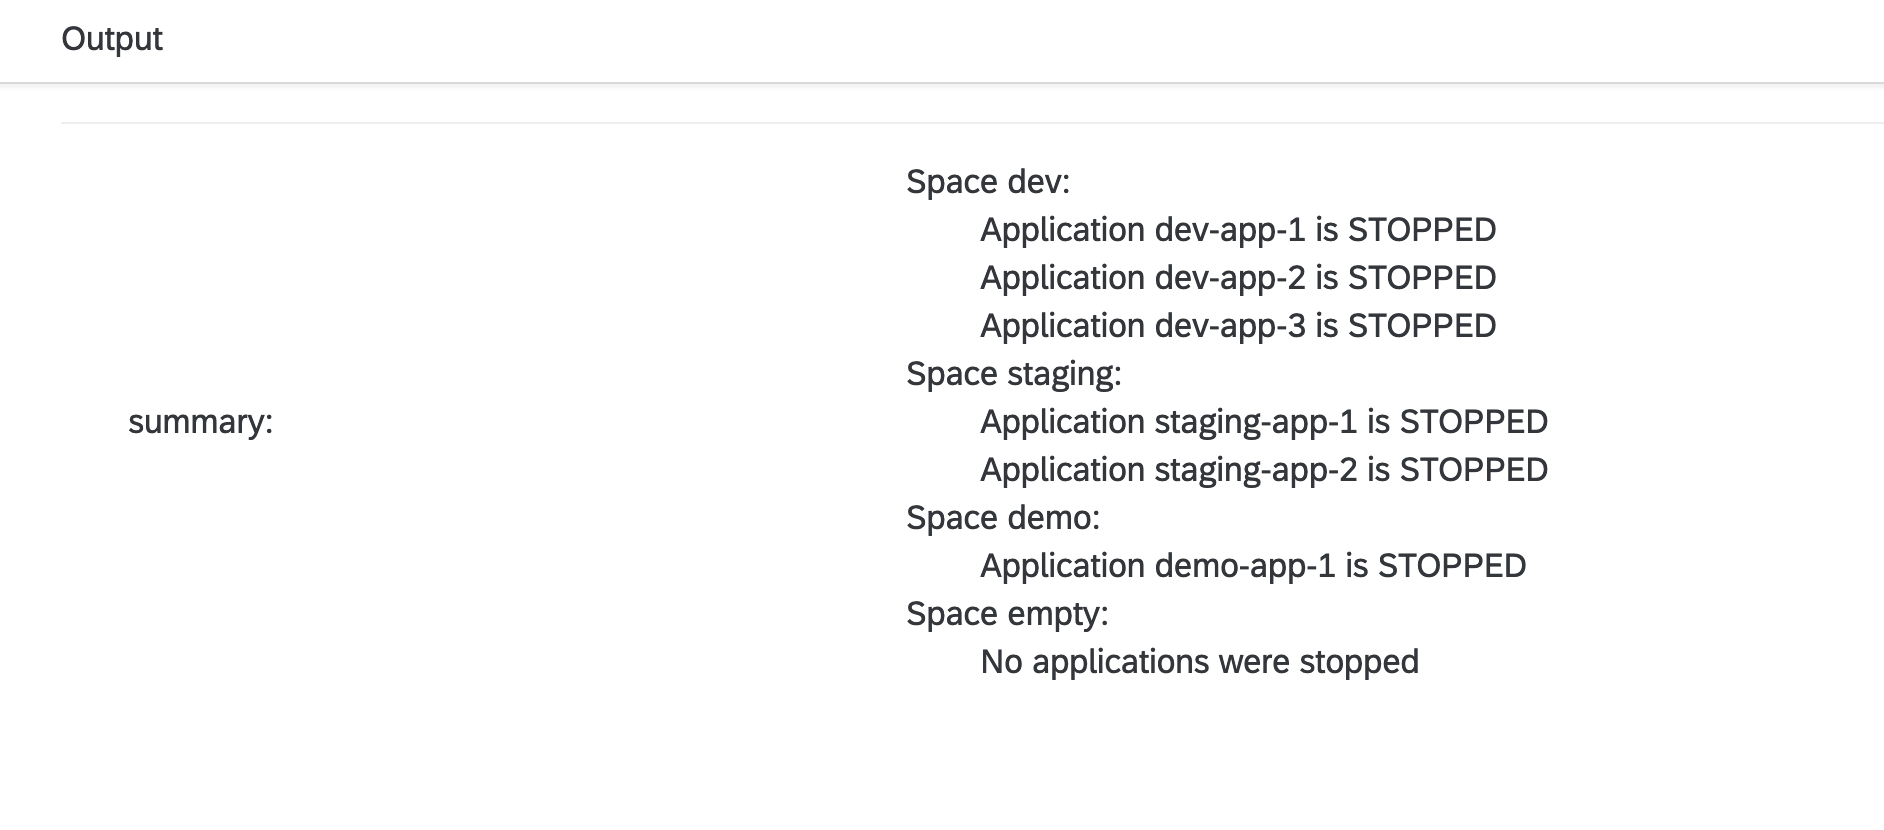 Output
summary:
Space dev:
Application dev-app-1 is STOPPED
Application dev-app-2 is STOPPED
Application dev-app-3 is STOPPED
Space staging:
Application staging-app-1 is STOPPED
Application staging-app-2 is STOPPED
Space demo:
Application demo-app-1 is STOPPED
Space empty:
No applications were stopped